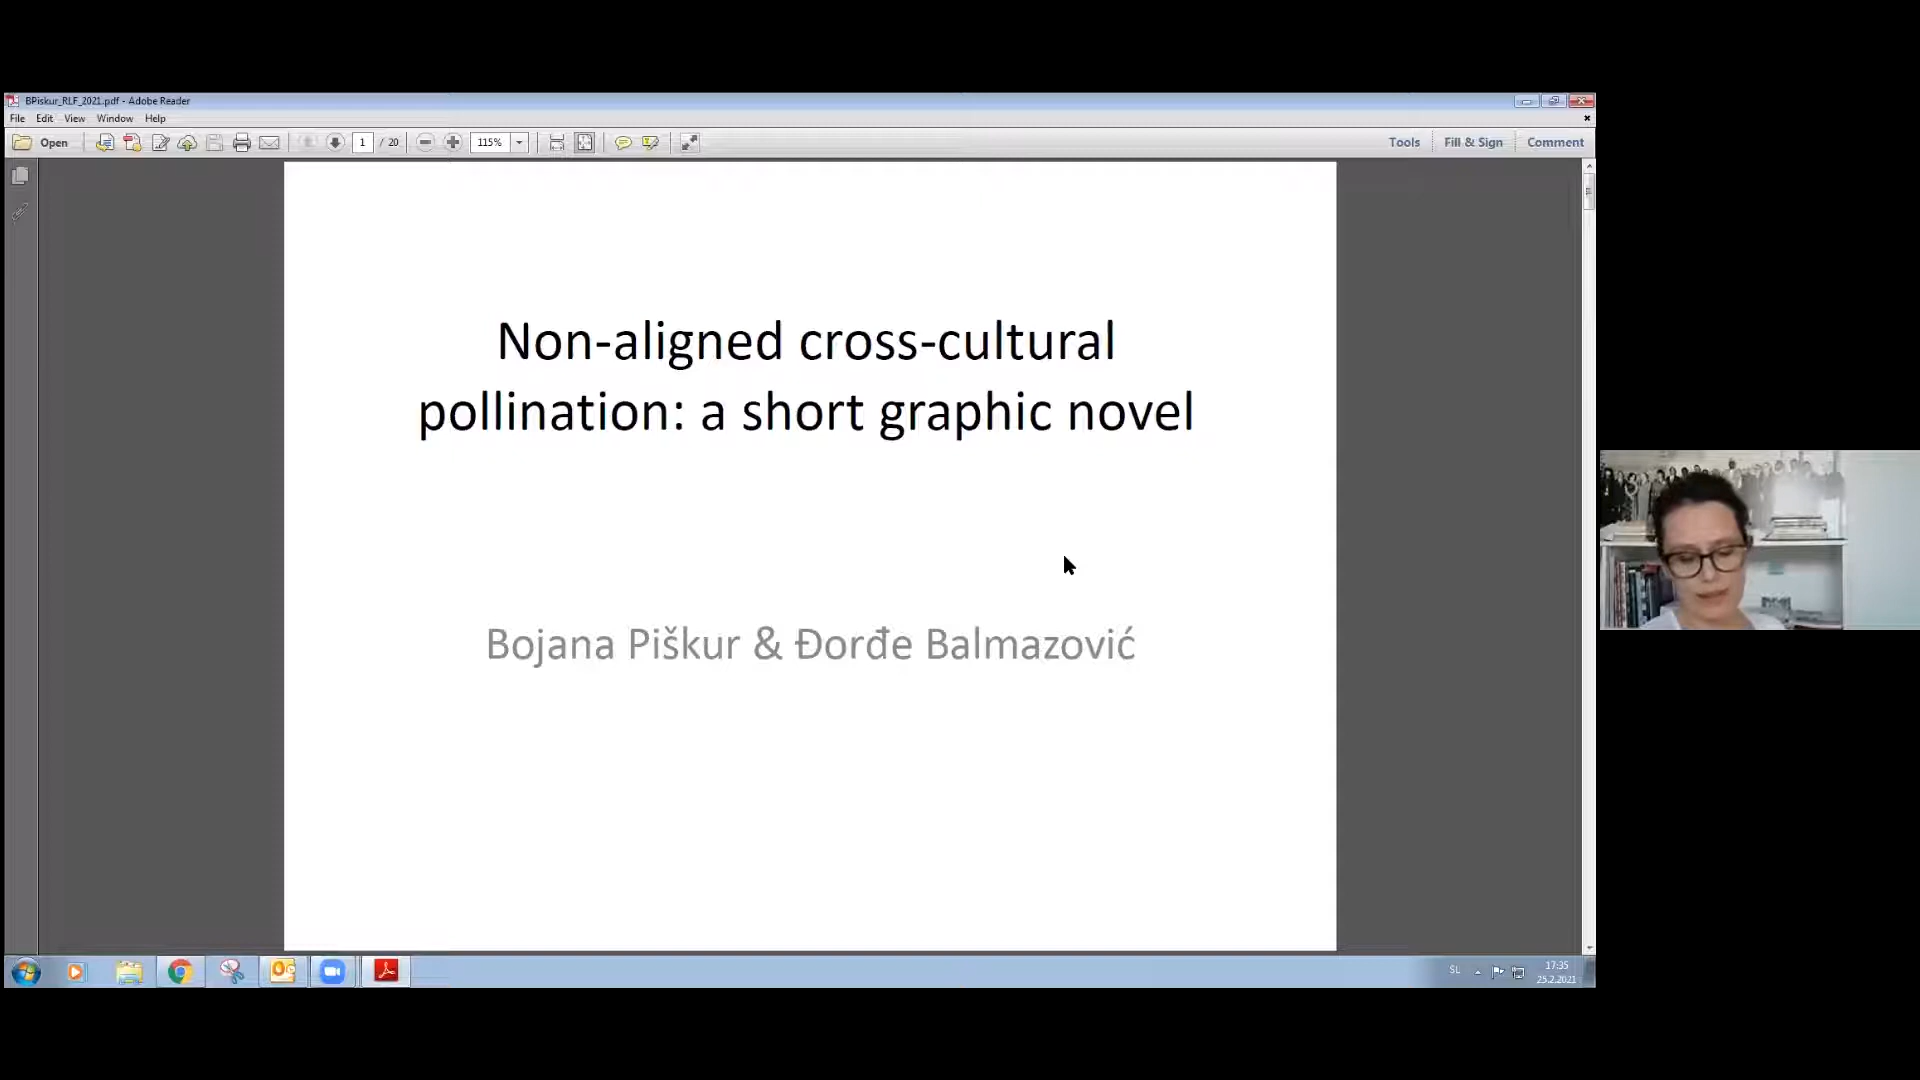 BPiskur_RLF_2021.pdf - Adobe Reader
File Edit View Window Help
Open 1 / 20 115% Tools Fill & Sign Comment
Non-aligned cross-cultural
pollination: a short graphic novel
Bojana Piškur & Đorđe Balmazović
SL 17:35
25.2.2021